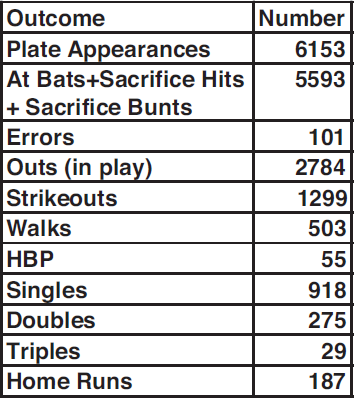 Outcome Number
Plate Appearances 6153
At Bats+Sacrifice Hits 5593
+ Sacrifice Bunts
Errors 101
Outs (in play) 2784
Strikeouts 1299
Walks 503
HBP 55
Singles 918
Doubles 275
Triples 29
Home Runs 187